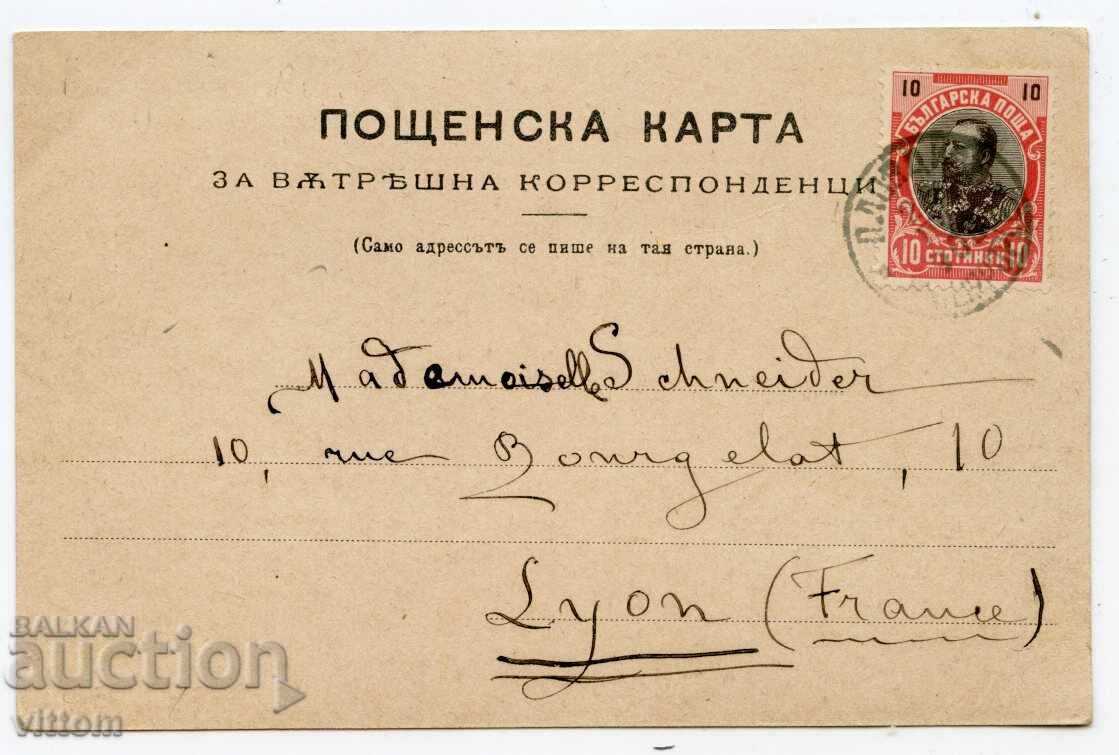 ПОЩЕНСКА КАРТА
ЗА ВѪТРѢШНА КОРРЕСПОНДЕНЦИ
(Само адрессътъ се пише на тая страна.)
10 10
БЪЛГАРСКА ПОЩА
10 СТОТИНКИ 10
Mademoiselle Schneider
10, rue Bourgelat, 10
Lyon (France)
BALKAN
auction
vittom